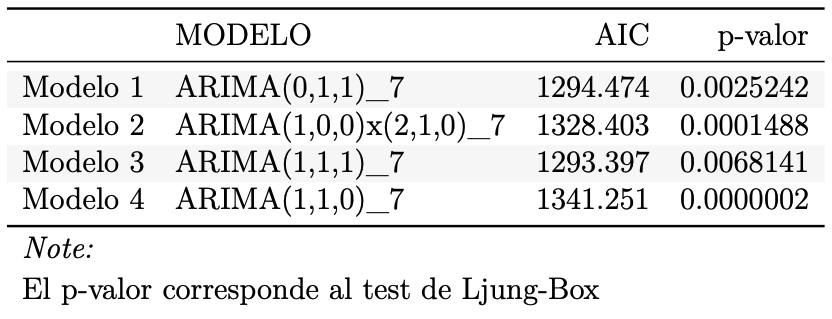 MODELO AIC p-valor
Modelo 1 ARIMA(0,1,1)_7 1294.474 0.0025242
Modelo 2 ARIMA(1,0,0)x(2,1,0)_7 1328.403 0.0001488
Modelo 3 ARIMA(1,1,1)_7 1293.397 0.0068141
Modelo 4 ARIMA(1,1,0)_7 1341.251 0.0000002
Note:
El p-valor corresponde al test de Ljung-Box